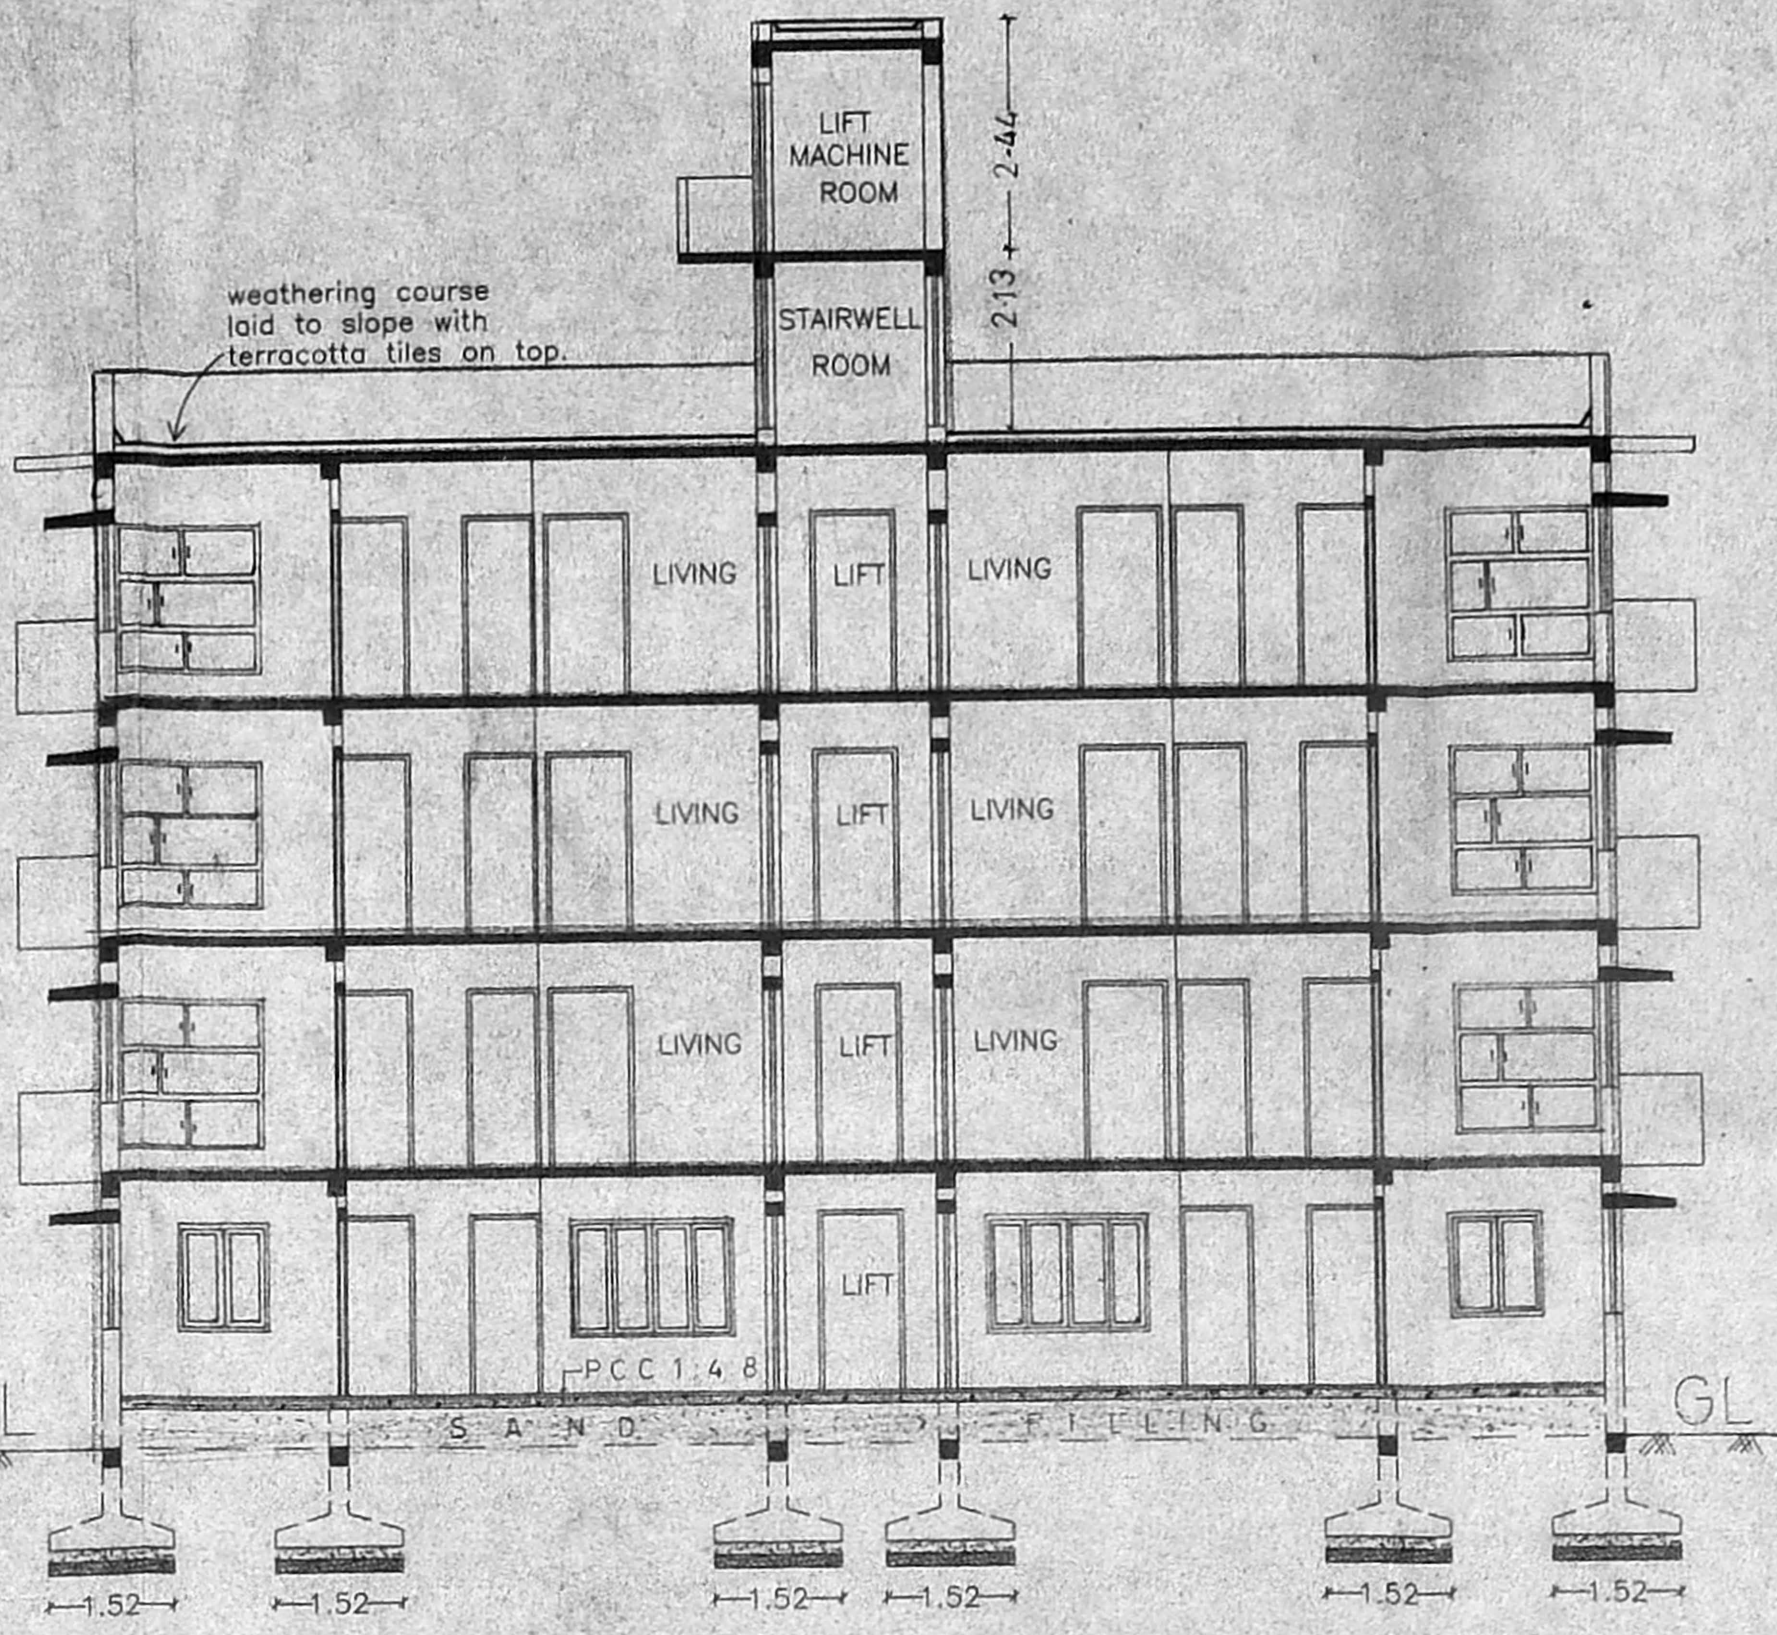 LIFT
MACHINE
ROOM
2·44
weathering course
laid to slope with
terracotta tiles on top.
STAIRWELL
ROOM
2·13
LIVING
LIFT
LIVING
LIVING
LIFT
LIVING
LIVING
LIFT
LIVING
LIFT
PCC 1:4 8
L
SAND FILLING
GL
1.52
1.52
1.52
1.52
1.52
1.52